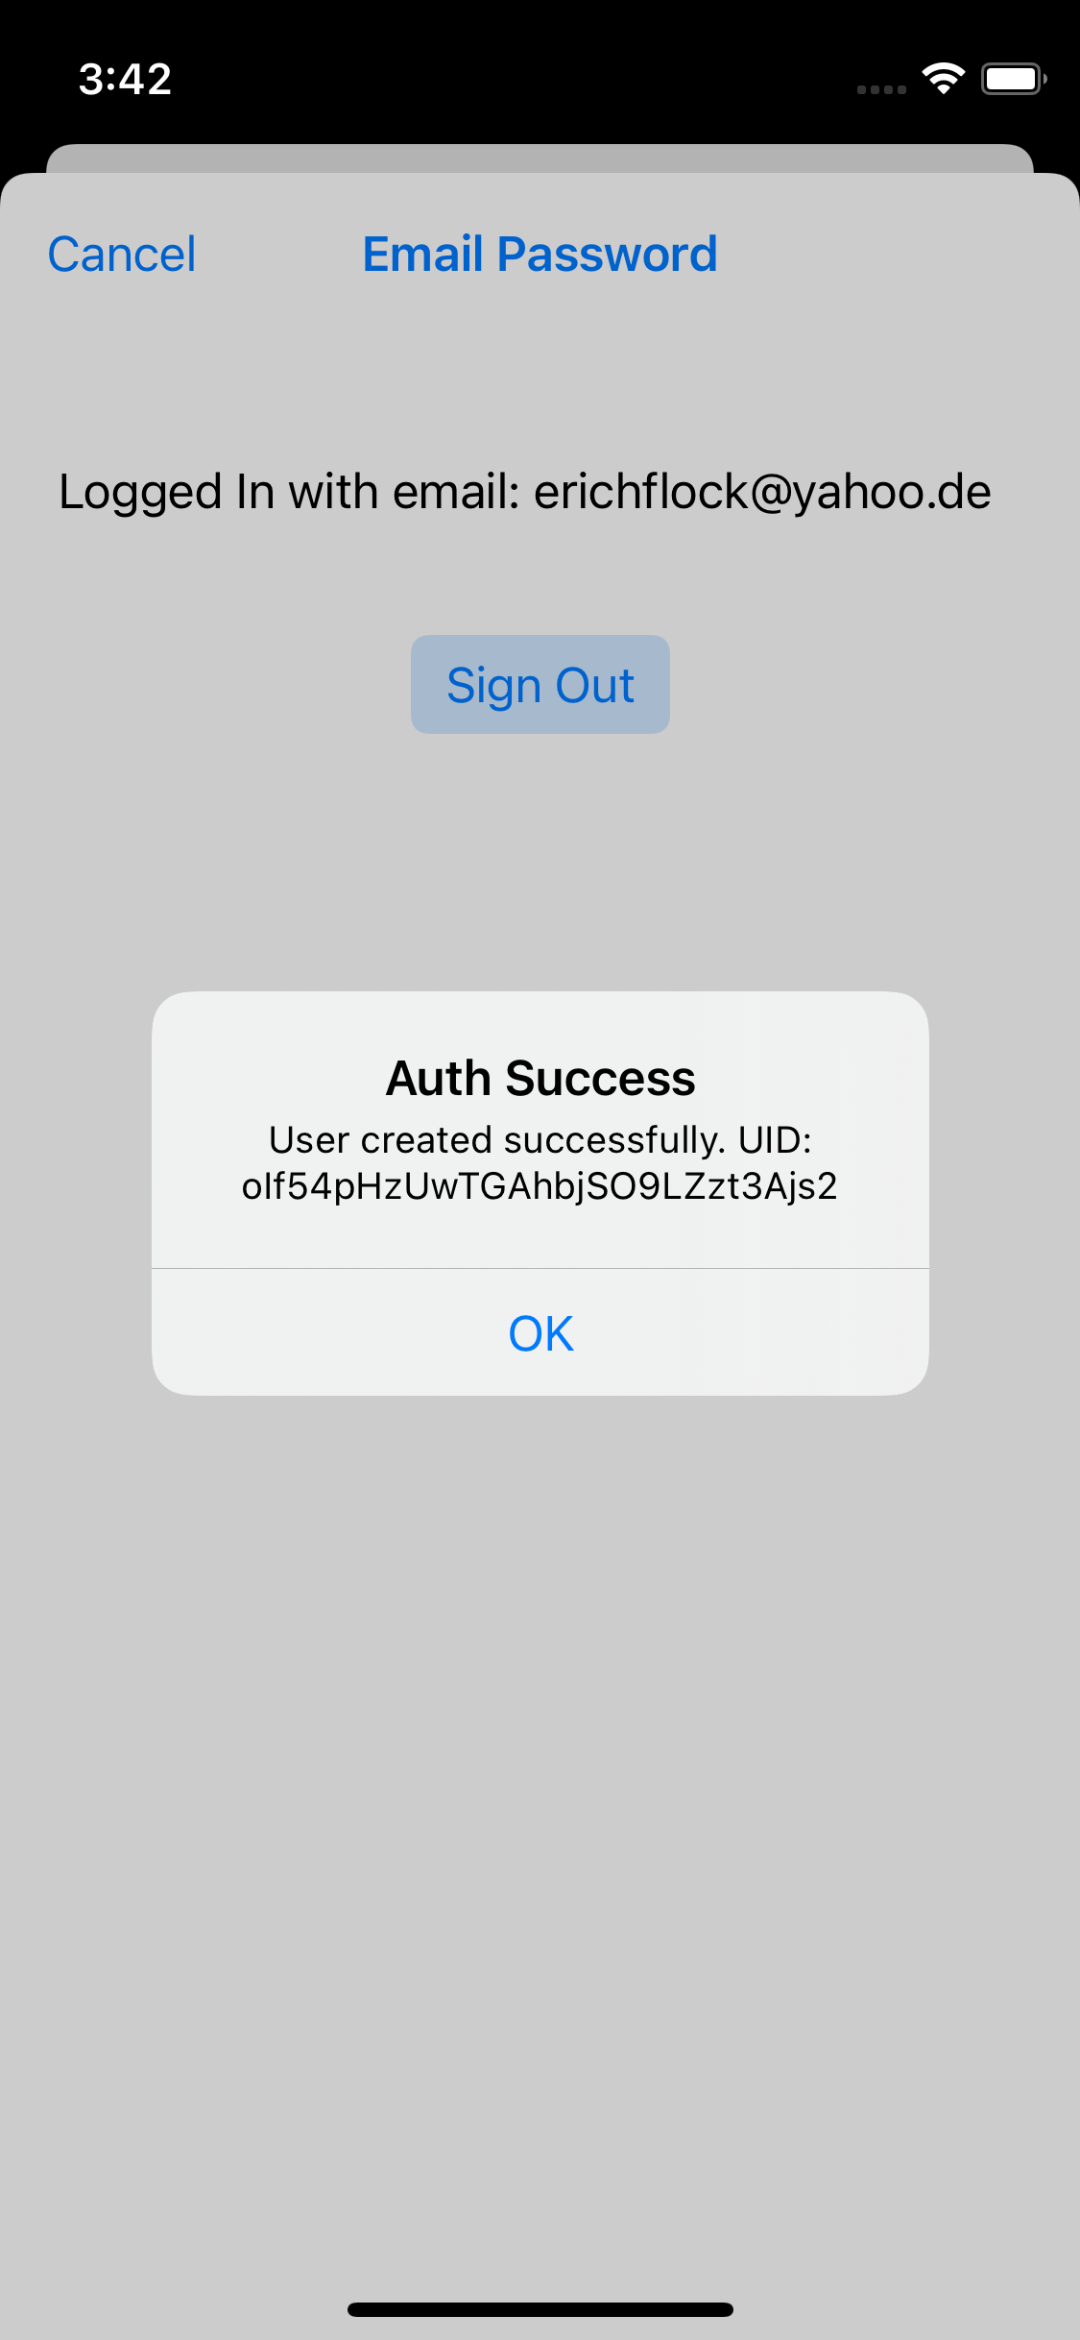 3:42
Cancel
Email Password
Logged In with email: erichflock@yahoo.de
Sign Out
Auth Success
User created successfully. UID:
oIf54pHzUwTGAhbjSO9LZzt3Ajs2
OK